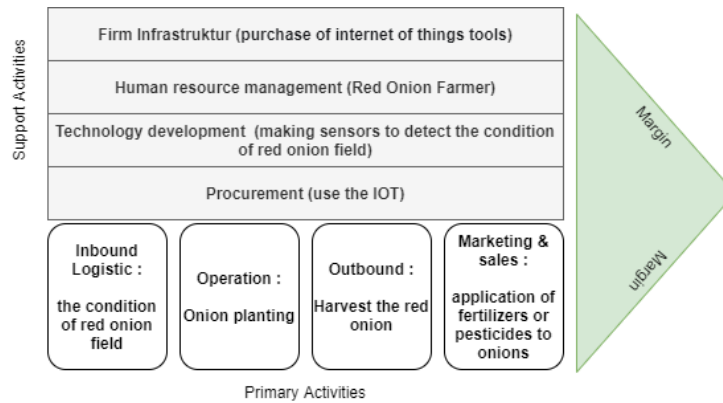 Support Activities
Firm Infrastruktur (purchase of internet of things tools)
Human resource management (Red Onion Farmer)
Technology development (making sensors to detect the condition
of red onion field)
Procurement (use the IOT)
Inbound
Logistic :
the condition
of red onion
field
Operation :
Onion planting
Outbound :
Harvest the red
onion
Marketing &
sales :
application of
fertilizers or
pesticides to
onions
Margin
Margin
Primary Activities